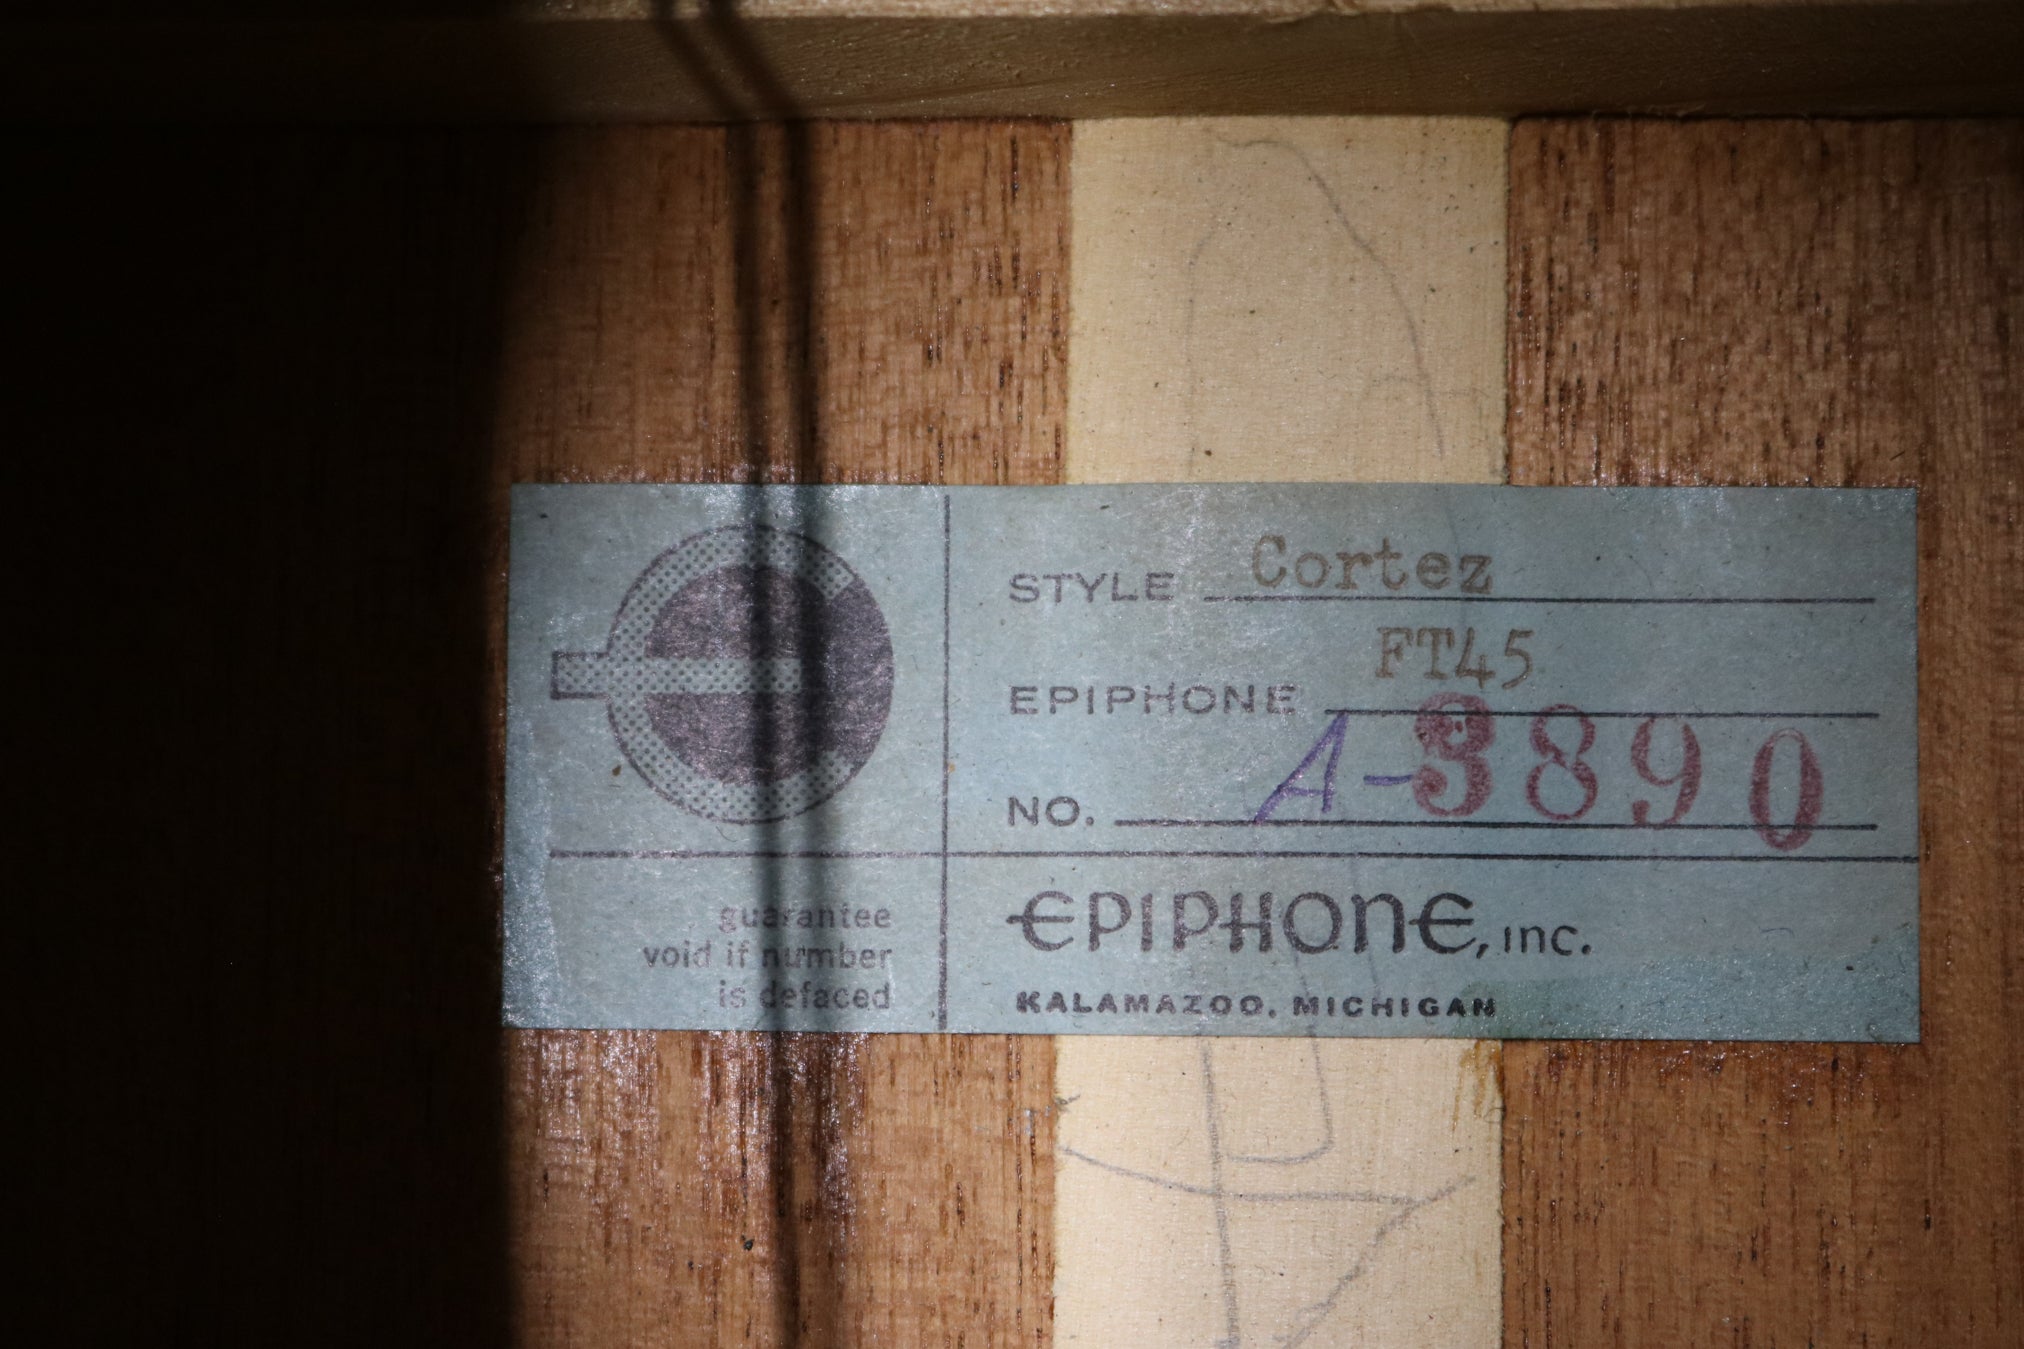 STYLE Cortez
FT45
EPIPHONE
NO. A-3890
guarantee
void if number
is defaced
EPIPHONE, INC.
KALAMAZOO, MICHIGAN